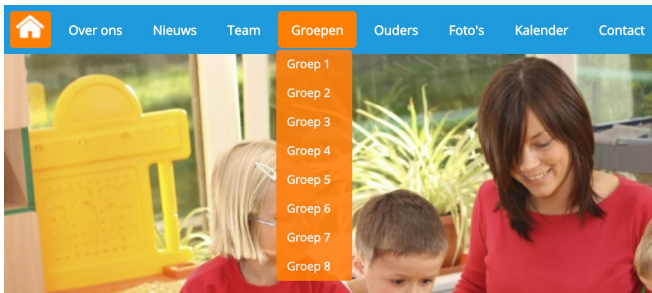 Over ons Nieuws Team Groepen Ouders Foto's Kalender Contact
Groep 1
Groep 2
Groep 3
Groep 4
Groep 5
Groep 6
Groep 7
Groep 8